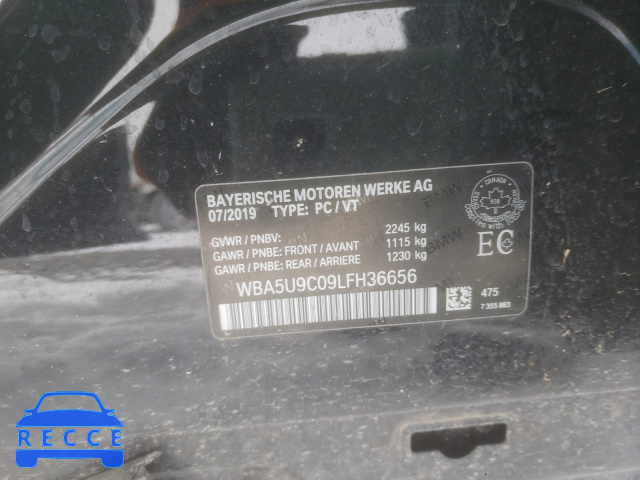 BAYERISCHE MOTOREN WERKE AG
07/2019 TYPE: PC / VT
GVWR / PNBV: 2245 kg
GAWR / PNBE: FRONT / AVANT 1115 kg
GAWR / PNBE: REAR / ARRIERE 1230 kg
WBA5U9C09LFH36656
CANADA
EC
475
7 355 883
RECCE